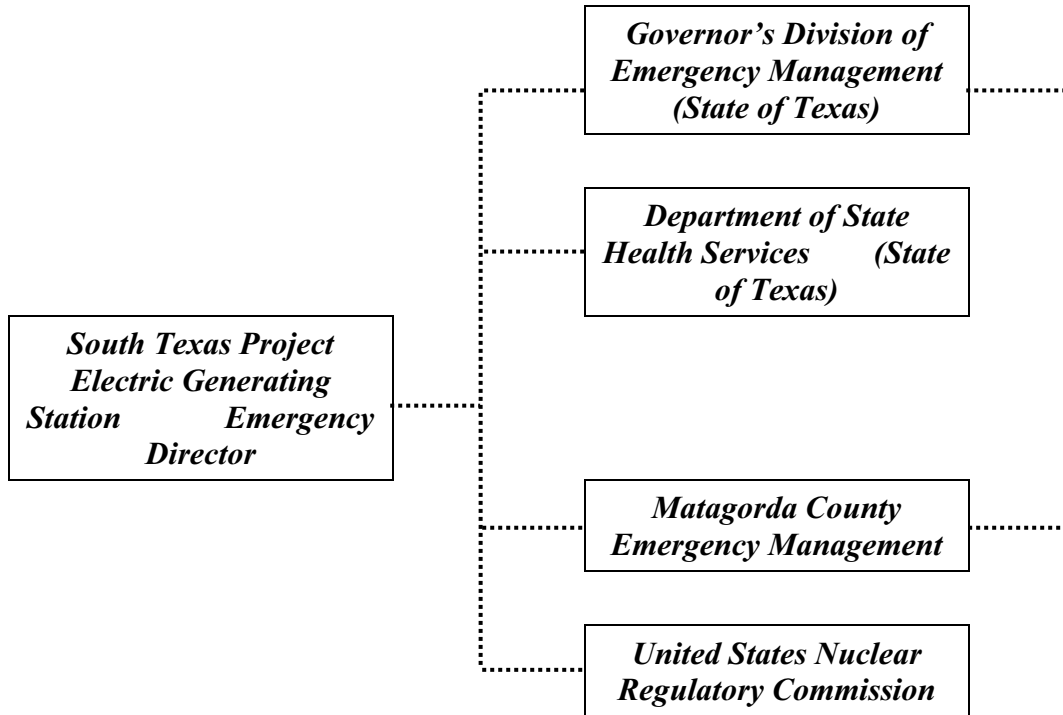 Governor’s Division of
Emergency Management
(State of Texas)
Department of State
Health Services (State
of Texas)
South Texas Project
Electric Generating
Station Emergency
Director
Matagorda County
Emergency Management
United States Nuclear
Regulatory Commission